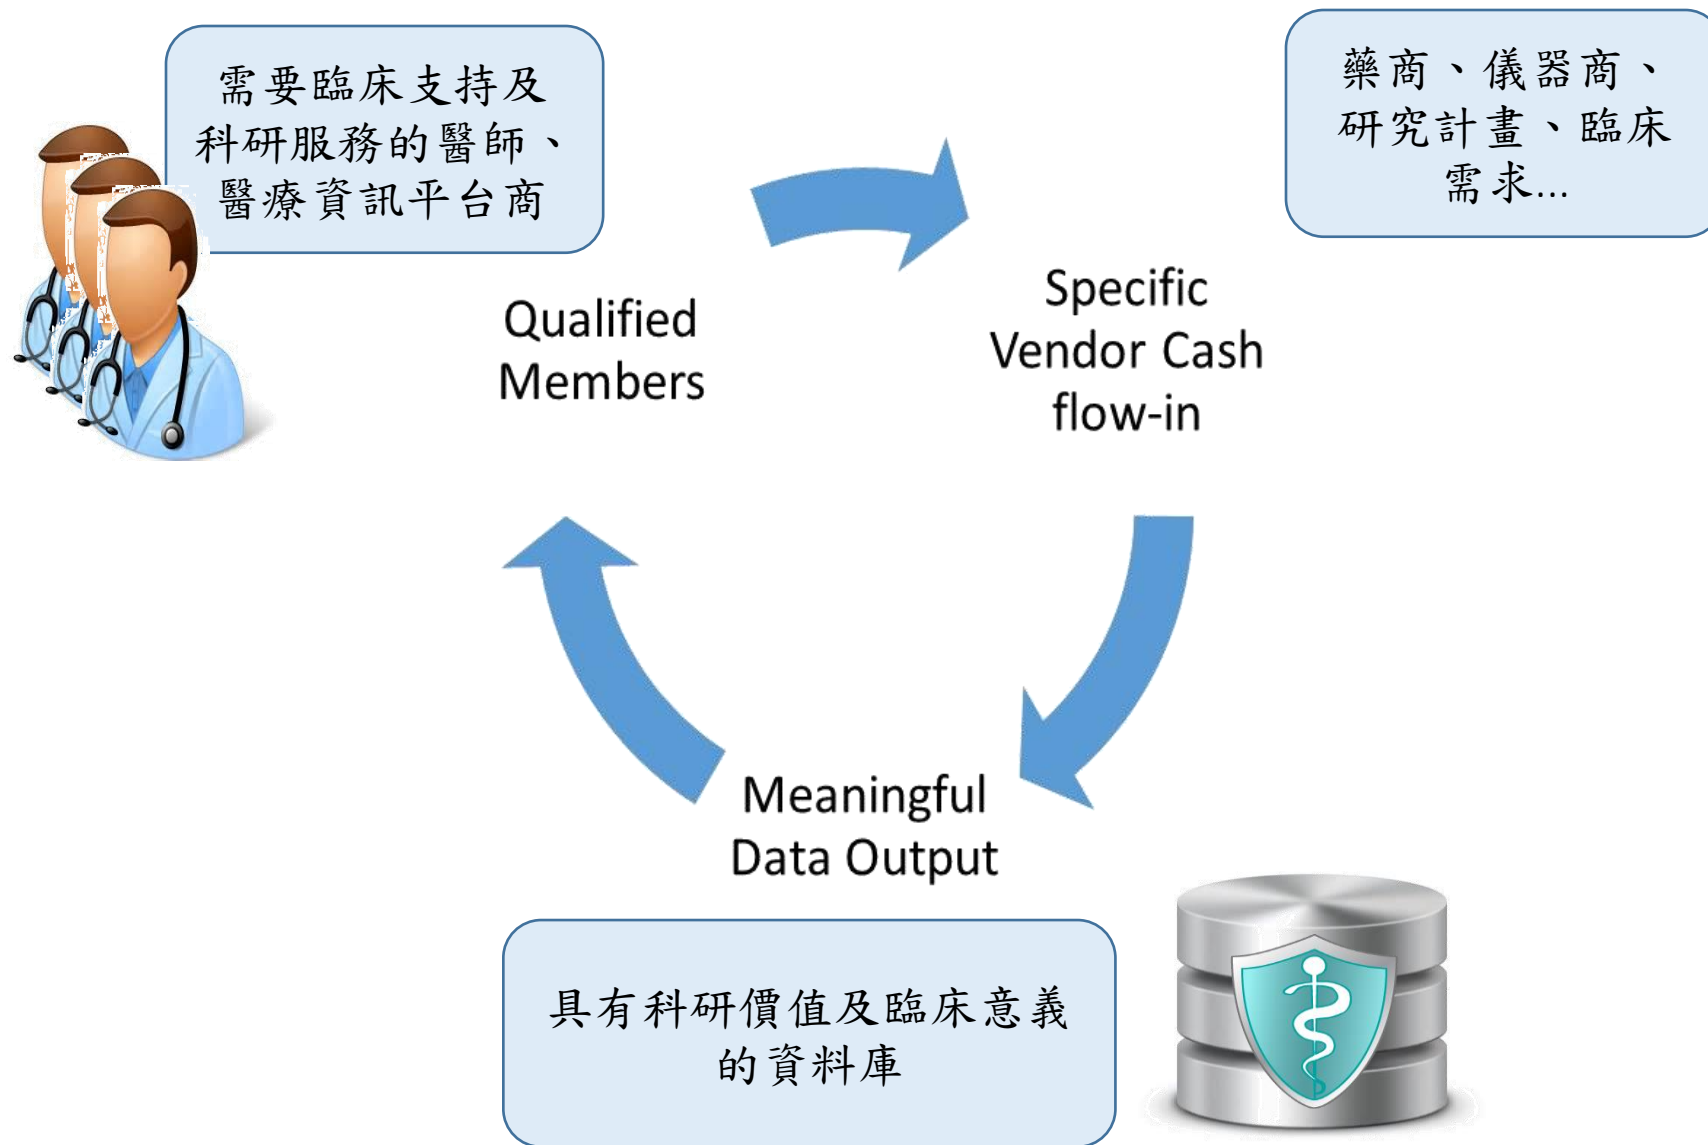 需要臨床支持及
科研服務的醫師、
醫療資訊平台商
藥商、儀器商、
研究計畫、臨床
需求...
Qualified
Members
Specific
Vendor Cash
flow-in
Meaningful
Data Output
具有科研價值及臨床意義
的資料庫